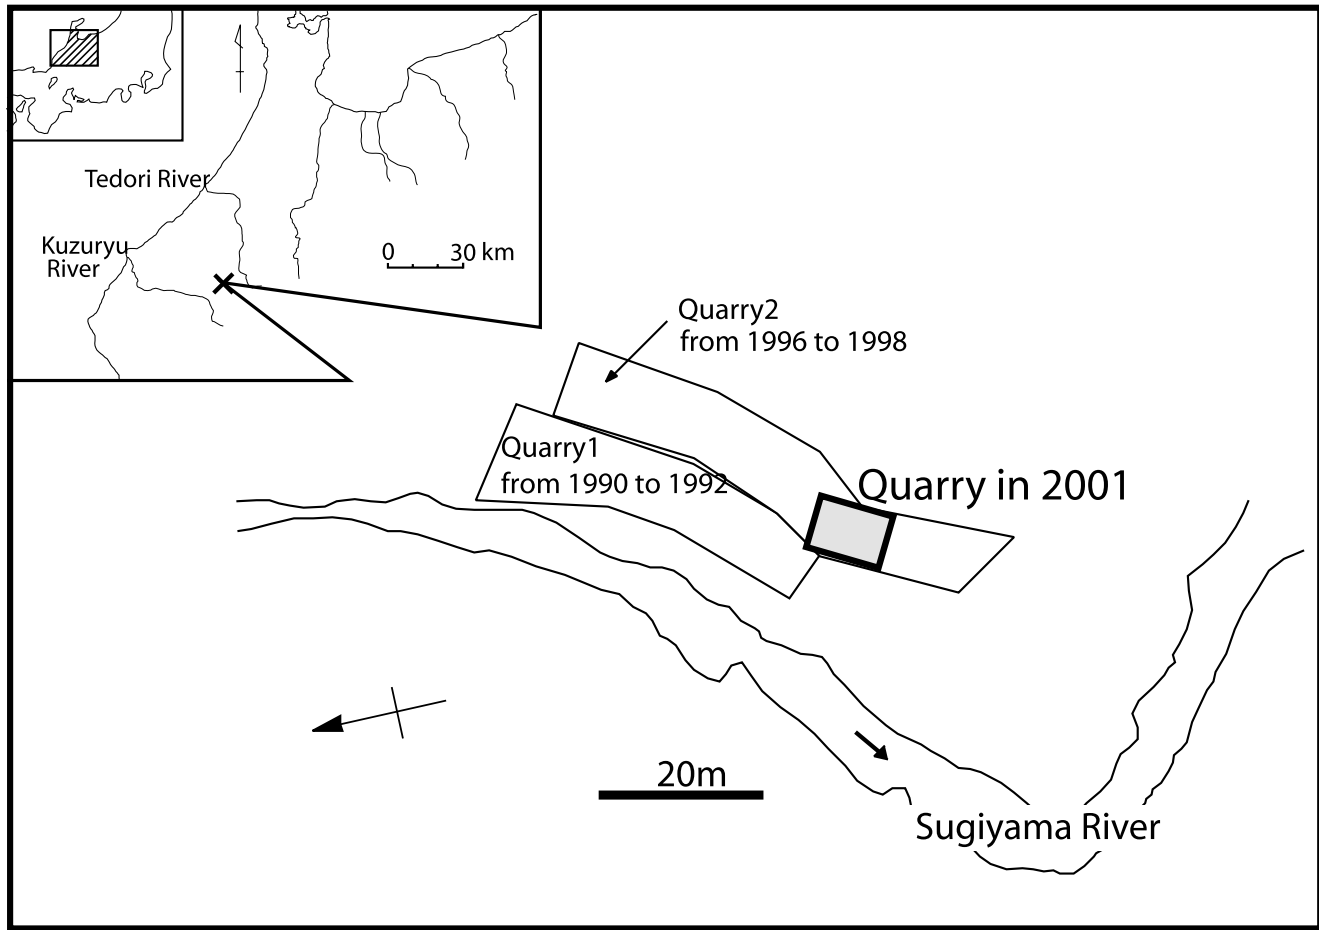 Tedori River
Kuzuryu
River
0 30 km
Quarry2
from 1996 to 1998
Quarry1
from 1990 to 1992
Quarry in 2001
20m
Sugiyama River